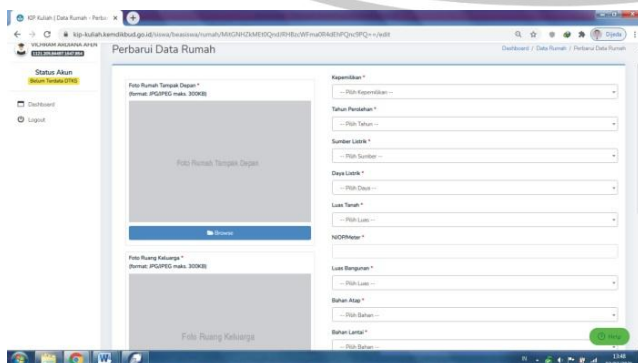 KIP Kuliah | Data Rumah - Perba
kip-kuliah.kemdikbud.go.id/siswa/beasiswa/rumah/
/edit
Dijeda
Status Akun
Belum Terdata DTKS
Dashboard
Logout
Perbarui Data Rumah
Dashboard / Data Rumah / Perbarui Data Rumah
Foto Rumah Tampak Depan *
(format: JPG/JPEG maks. 300KB)
Foto Rumah Tampak Depan
Browse
Foto Ruang Keluarga *
(format: JPG/JPEG maks. 300KB)
Foto Ruang Keluarga
Kepemilikan *
-- Pilih Kepemilikan --
Tahun Perolehan *
-- Pilih Tahun --
Sumber Listrik *
-- Pilih Sumber --
Daya Listrik *
-- Pilih Daya --
Luas Tanah *
-- Pilih Luas --
NJOP/Meter *
Luas Bangunan *
-- Pilih Luas --
Bahan Atap *
-- Pilih Bahan --
Bahan Lantai *
-- Pilih Bahan --
Help
IN
13:48